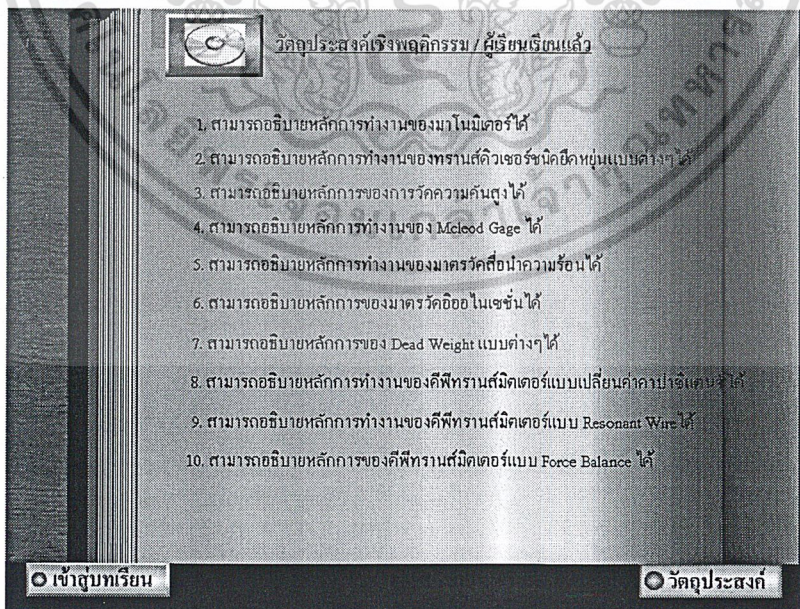 วัตถุประสงค์เชิงพฤติกรรม / ผู้เรียนเรียนแล้ว
1. สามารถอธิบายหลักการทำงานของมาโนมิเตอร์ได้
2. สามารถอธิบายหลักการทำงานของทรานส์ดิวเซอร์ชนิดยืดหยุ่นแบบต่างๆ ได้
3. สามารถอธิบายหลักการของการวัดความดันสูงได้
4. สามารถอธิบายหลักการทำงานของ Mcleod Gage ได้
5. สามารถอธิบายหลักการทำงานของมาตรวัดสื่อนำความร้อนได้
6. สามารถอธิบายหลักการของมาตรวัดอิออไนเซชั่นได้
7. สามารถอธิบายหลักการของ Dead Weight แบบต่างๆได้
8. สามารถอธิบายหลักการทำงานของดีพีทรานส์มิตเตอร์แบบเปลี่ยนค่าคาปาซิแตนซ์ได้
9. สามารถอธิบายหลักการทำงานของดีพีทรานส์มิตเตอร์แบบ Resonant Wire ได้
10. สามารถอธิบายหลักการของดีพีทรานส์มิตเตอร์แบบ Force Balance ได้
เข้าสู่บทเรียน
วัตถุประสงค์